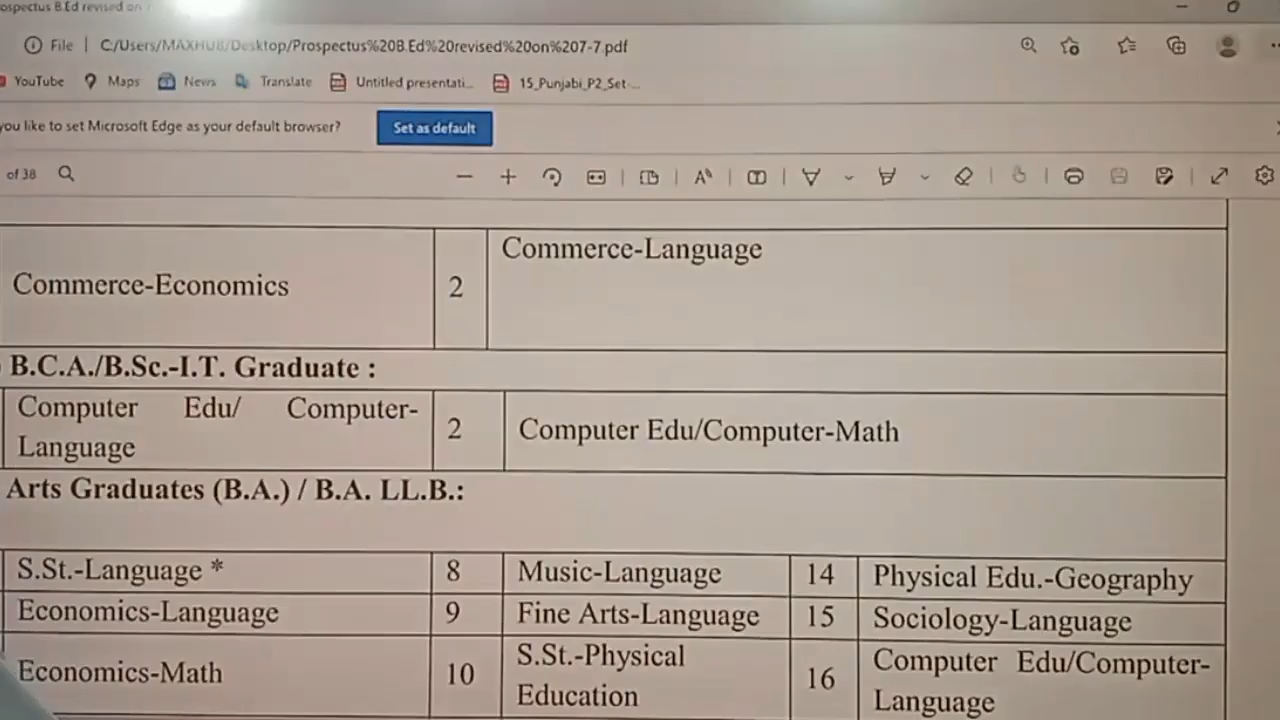 ospectus B.Ed revised on
File | C:/Users/MAXHUB/Desktop/Prospectus%20B.Ed%20revised%20on%207-7.pdf
YouTube Maps News Translate Untitled presentati... 15_Punjabi_P2_Set-...
you like to set Microsoft Edge as your default browser? Set as default
of 38
Commerce-Economics 2 Commerce-Language
B.C.A./B.Sc.-I.T. Graduate :
Computer Edu/ Computer-
Language 2 Computer Edu/Computer-Math
Arts Graduates (B.A.) / B.A. LL.B.:
S.St.-Language * 8 Music-Language 14 Physical Edu.-Geography
Economics-Language 9 Fine Arts-Language 15 Sociology-Language
Economics-Math 10 S.St.-Physical
Education 16 Computer Edu/Computer-
Language